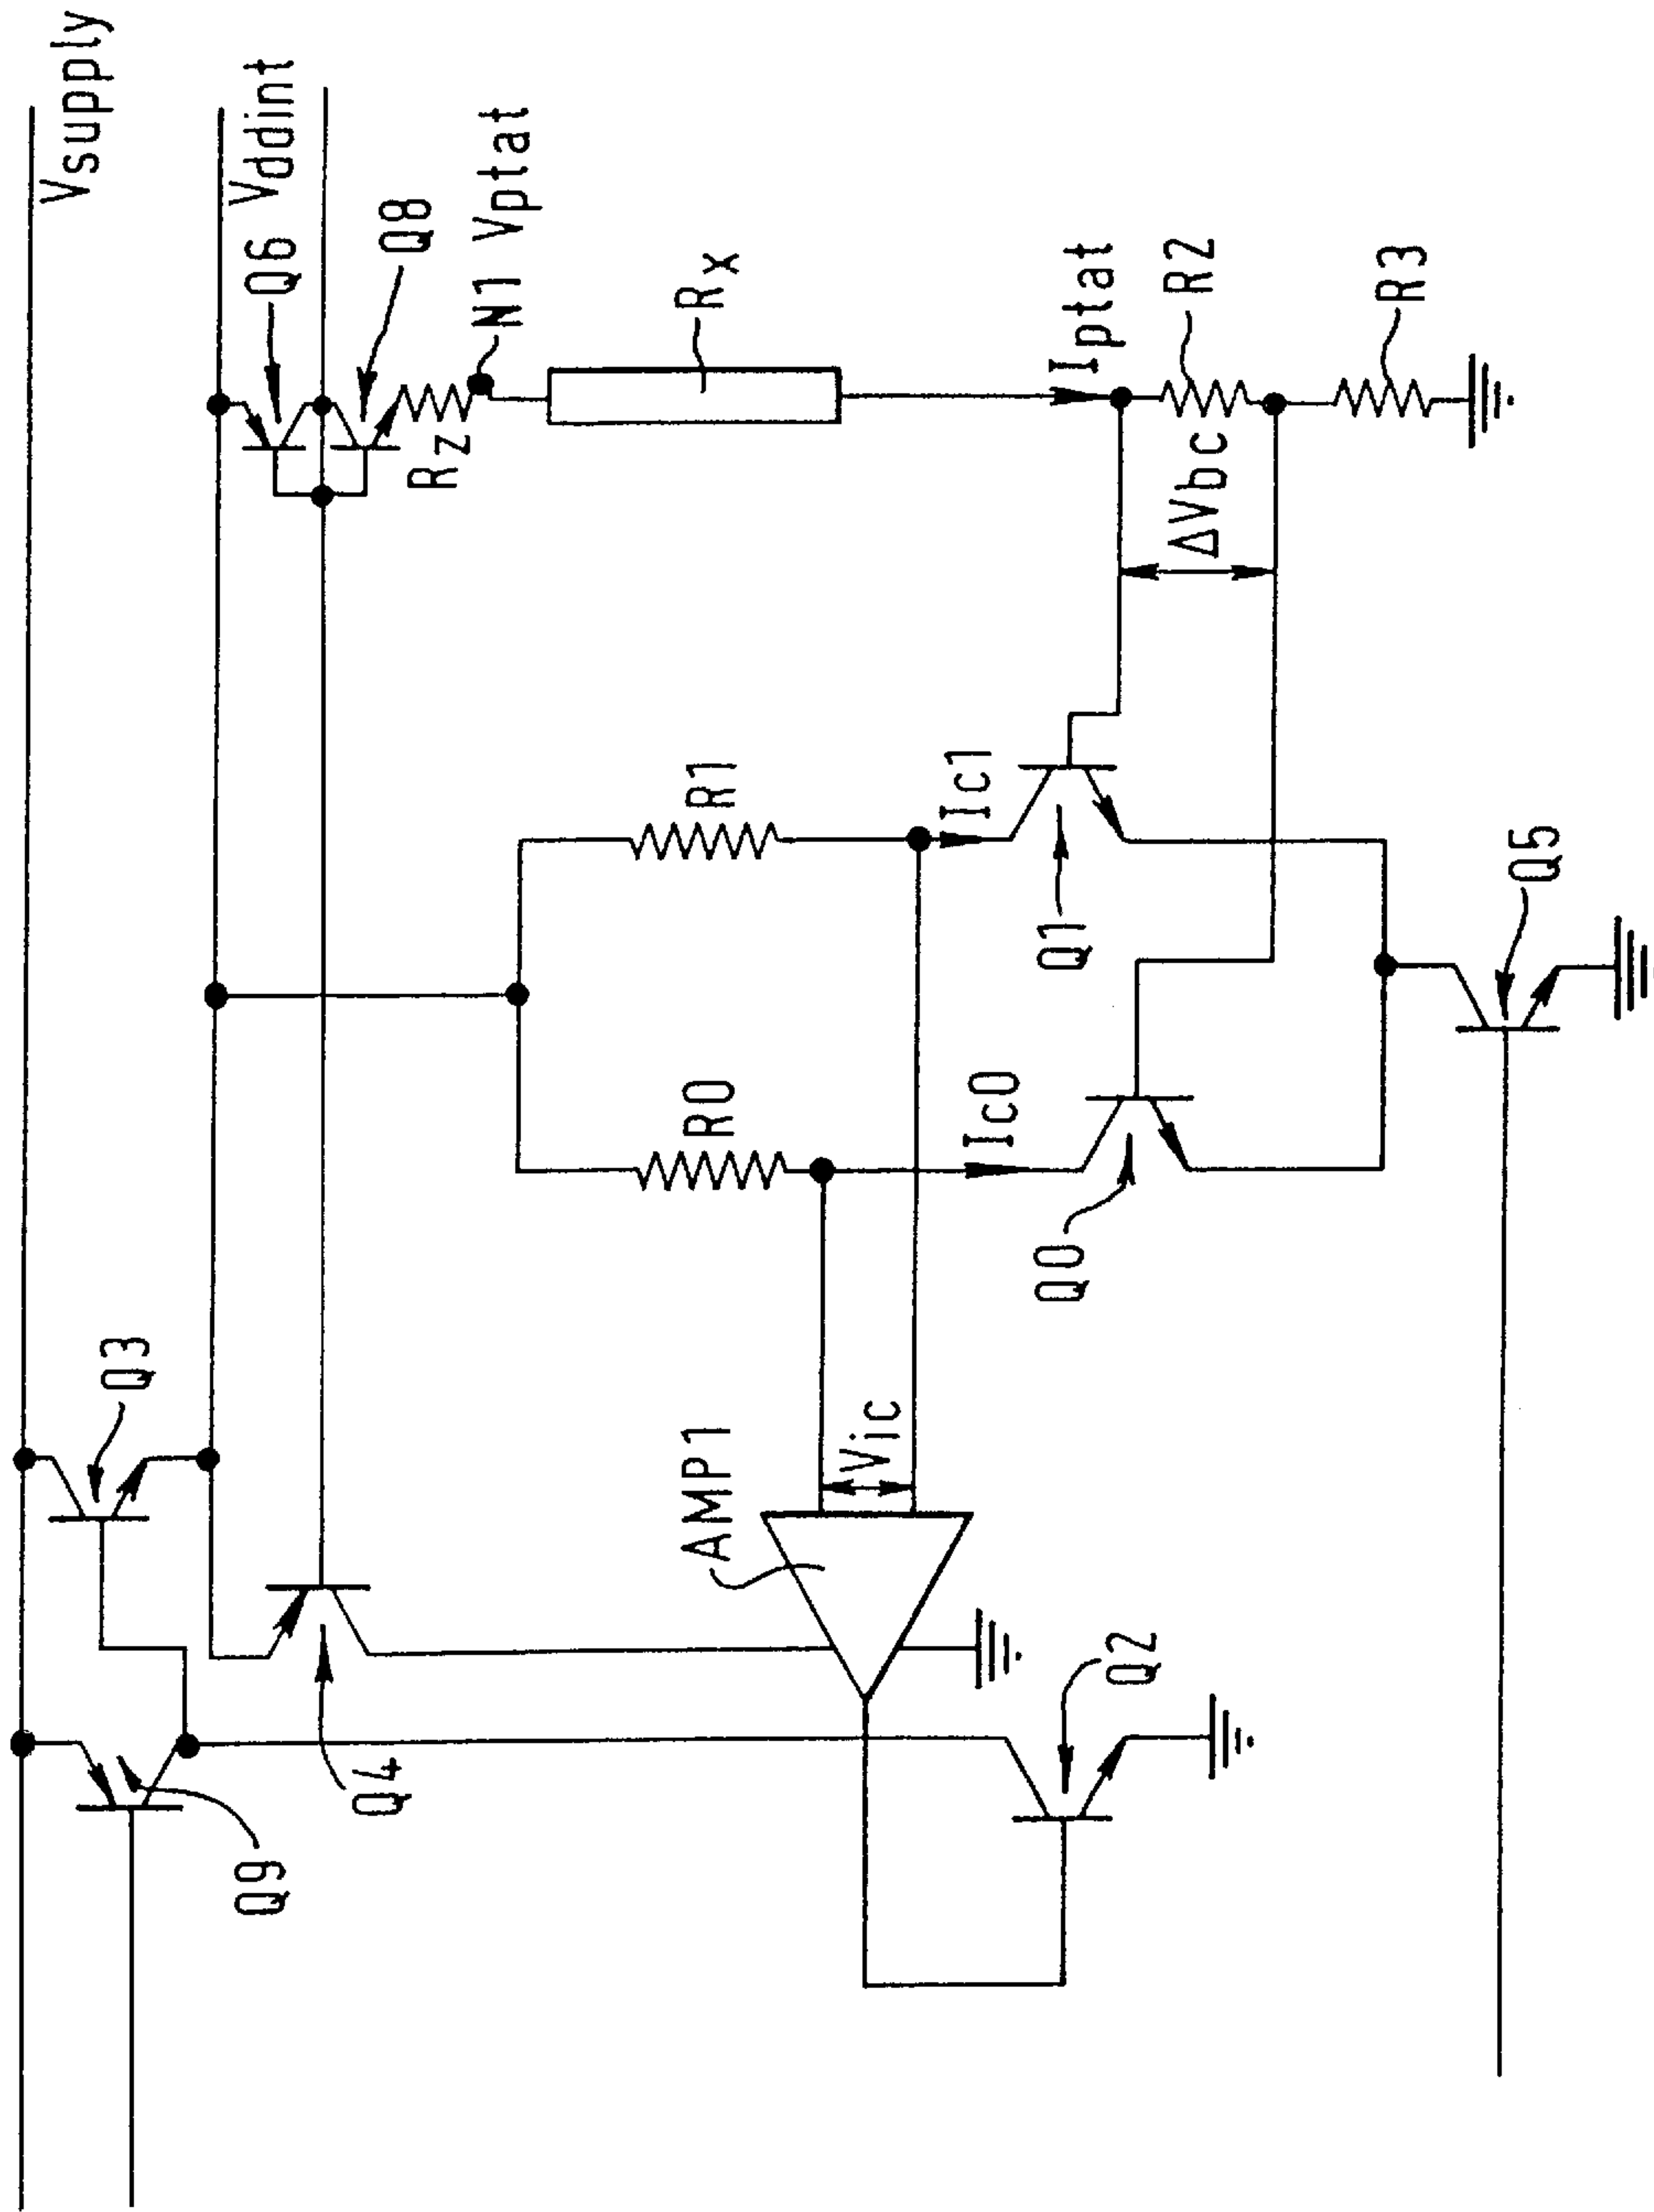 Vsupply
Vddint
Q6
Q8
Rz
N1 Vptat
Rx
Iptat
R2
R3
ΔVbc
R1
Ic1
Q1
Q5
R0
Ic0
Q0
Q3
Vic
AMP1
Q4
Q2
Q9